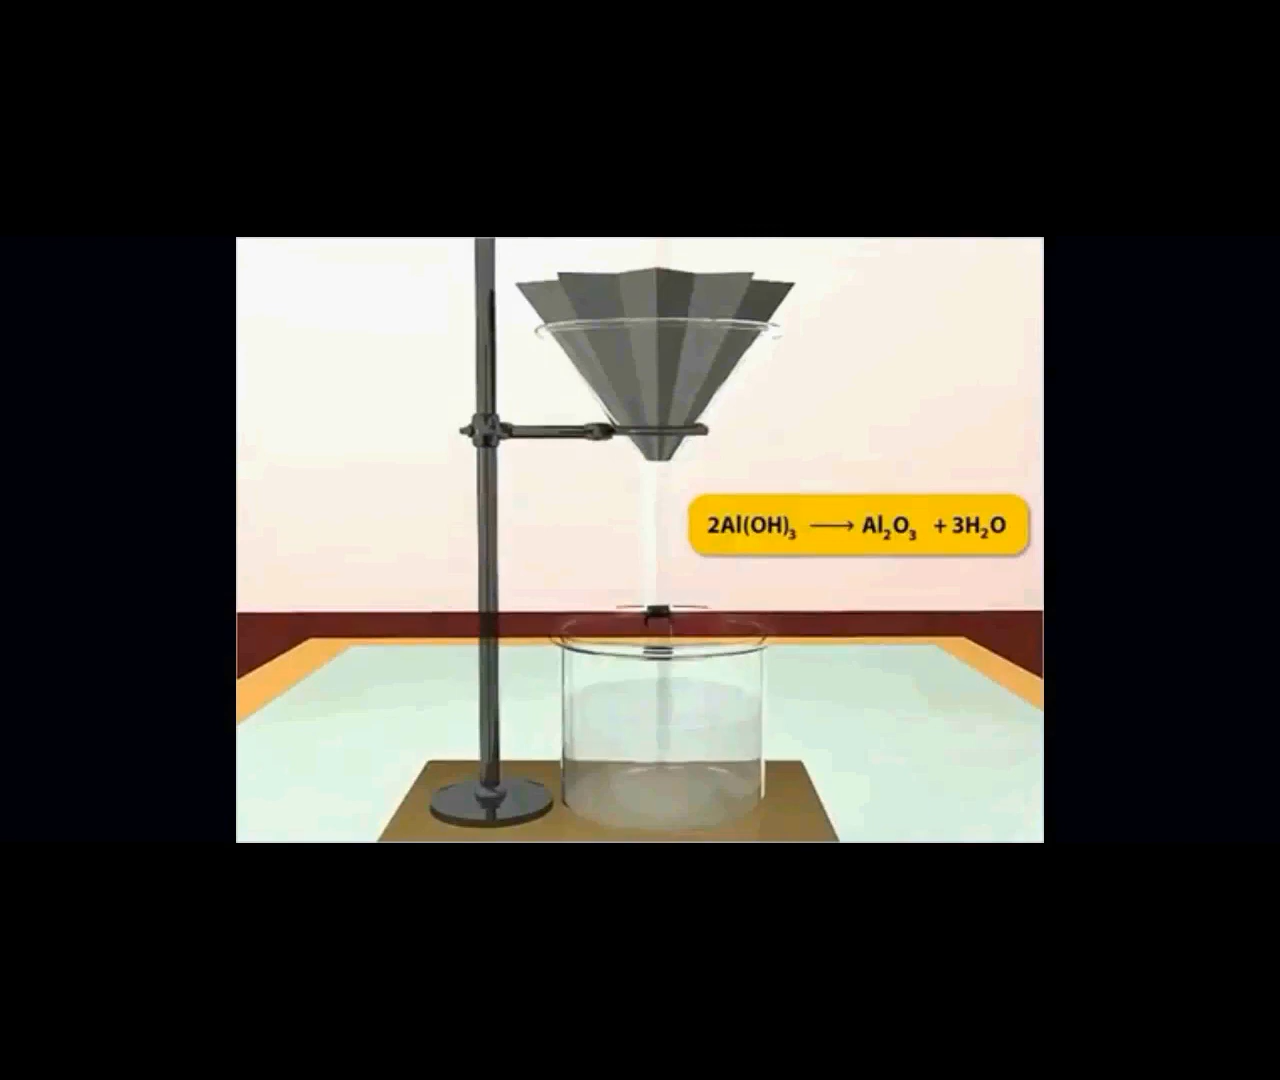 2Al(OH)₃ ⟶ Al₂O₃ + 3H₂O